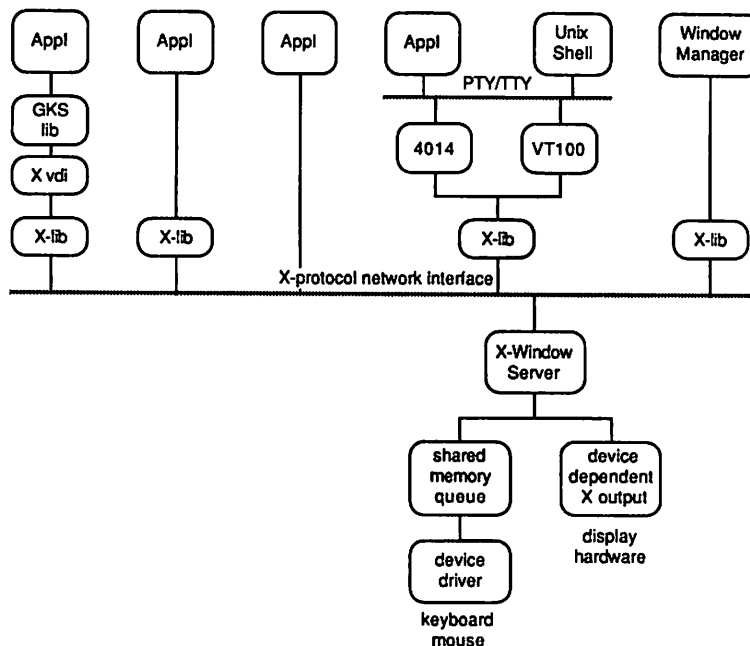 Appl
Appl
Appl
Appl
Unix
Shell
Window
Manager
PTY/TTY
GKS
lib
4014
VT100
X vdi
X-lib
X-lib
X-lib
X-lib
X-protocol network interface
X-Window
Server
shared
memory
queue
device
dependent
X output
display
hardware
device
driver
keyboard
mouse